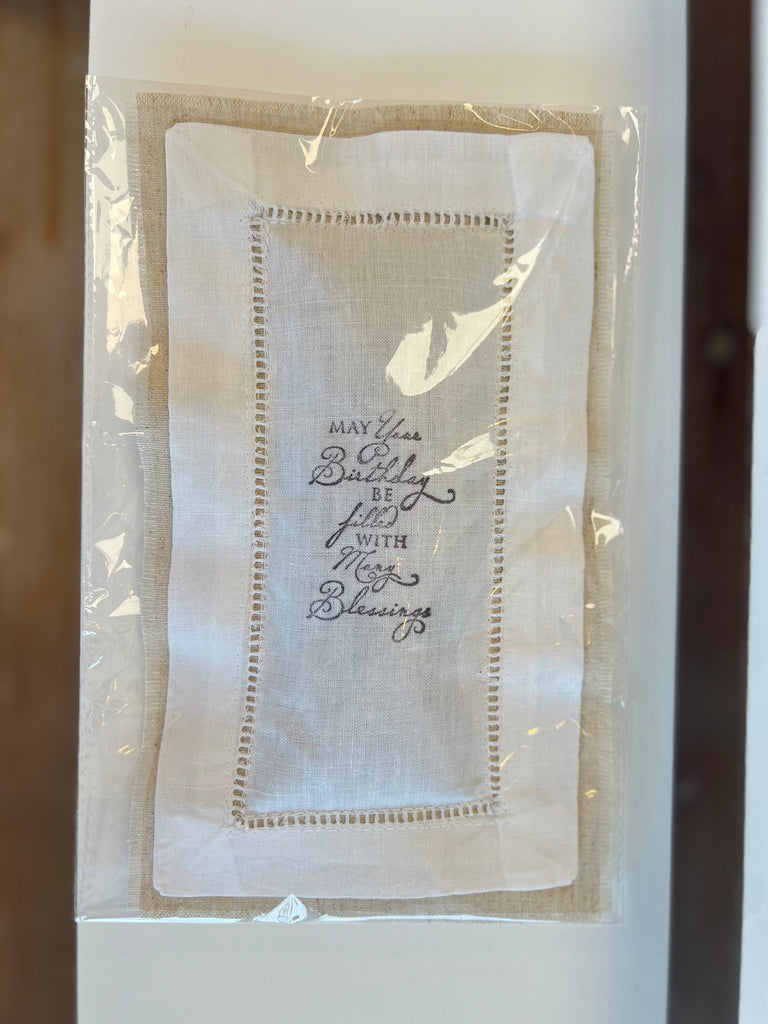 MAY Your
Birthday
BE
filled
WITH
Many
Blessings